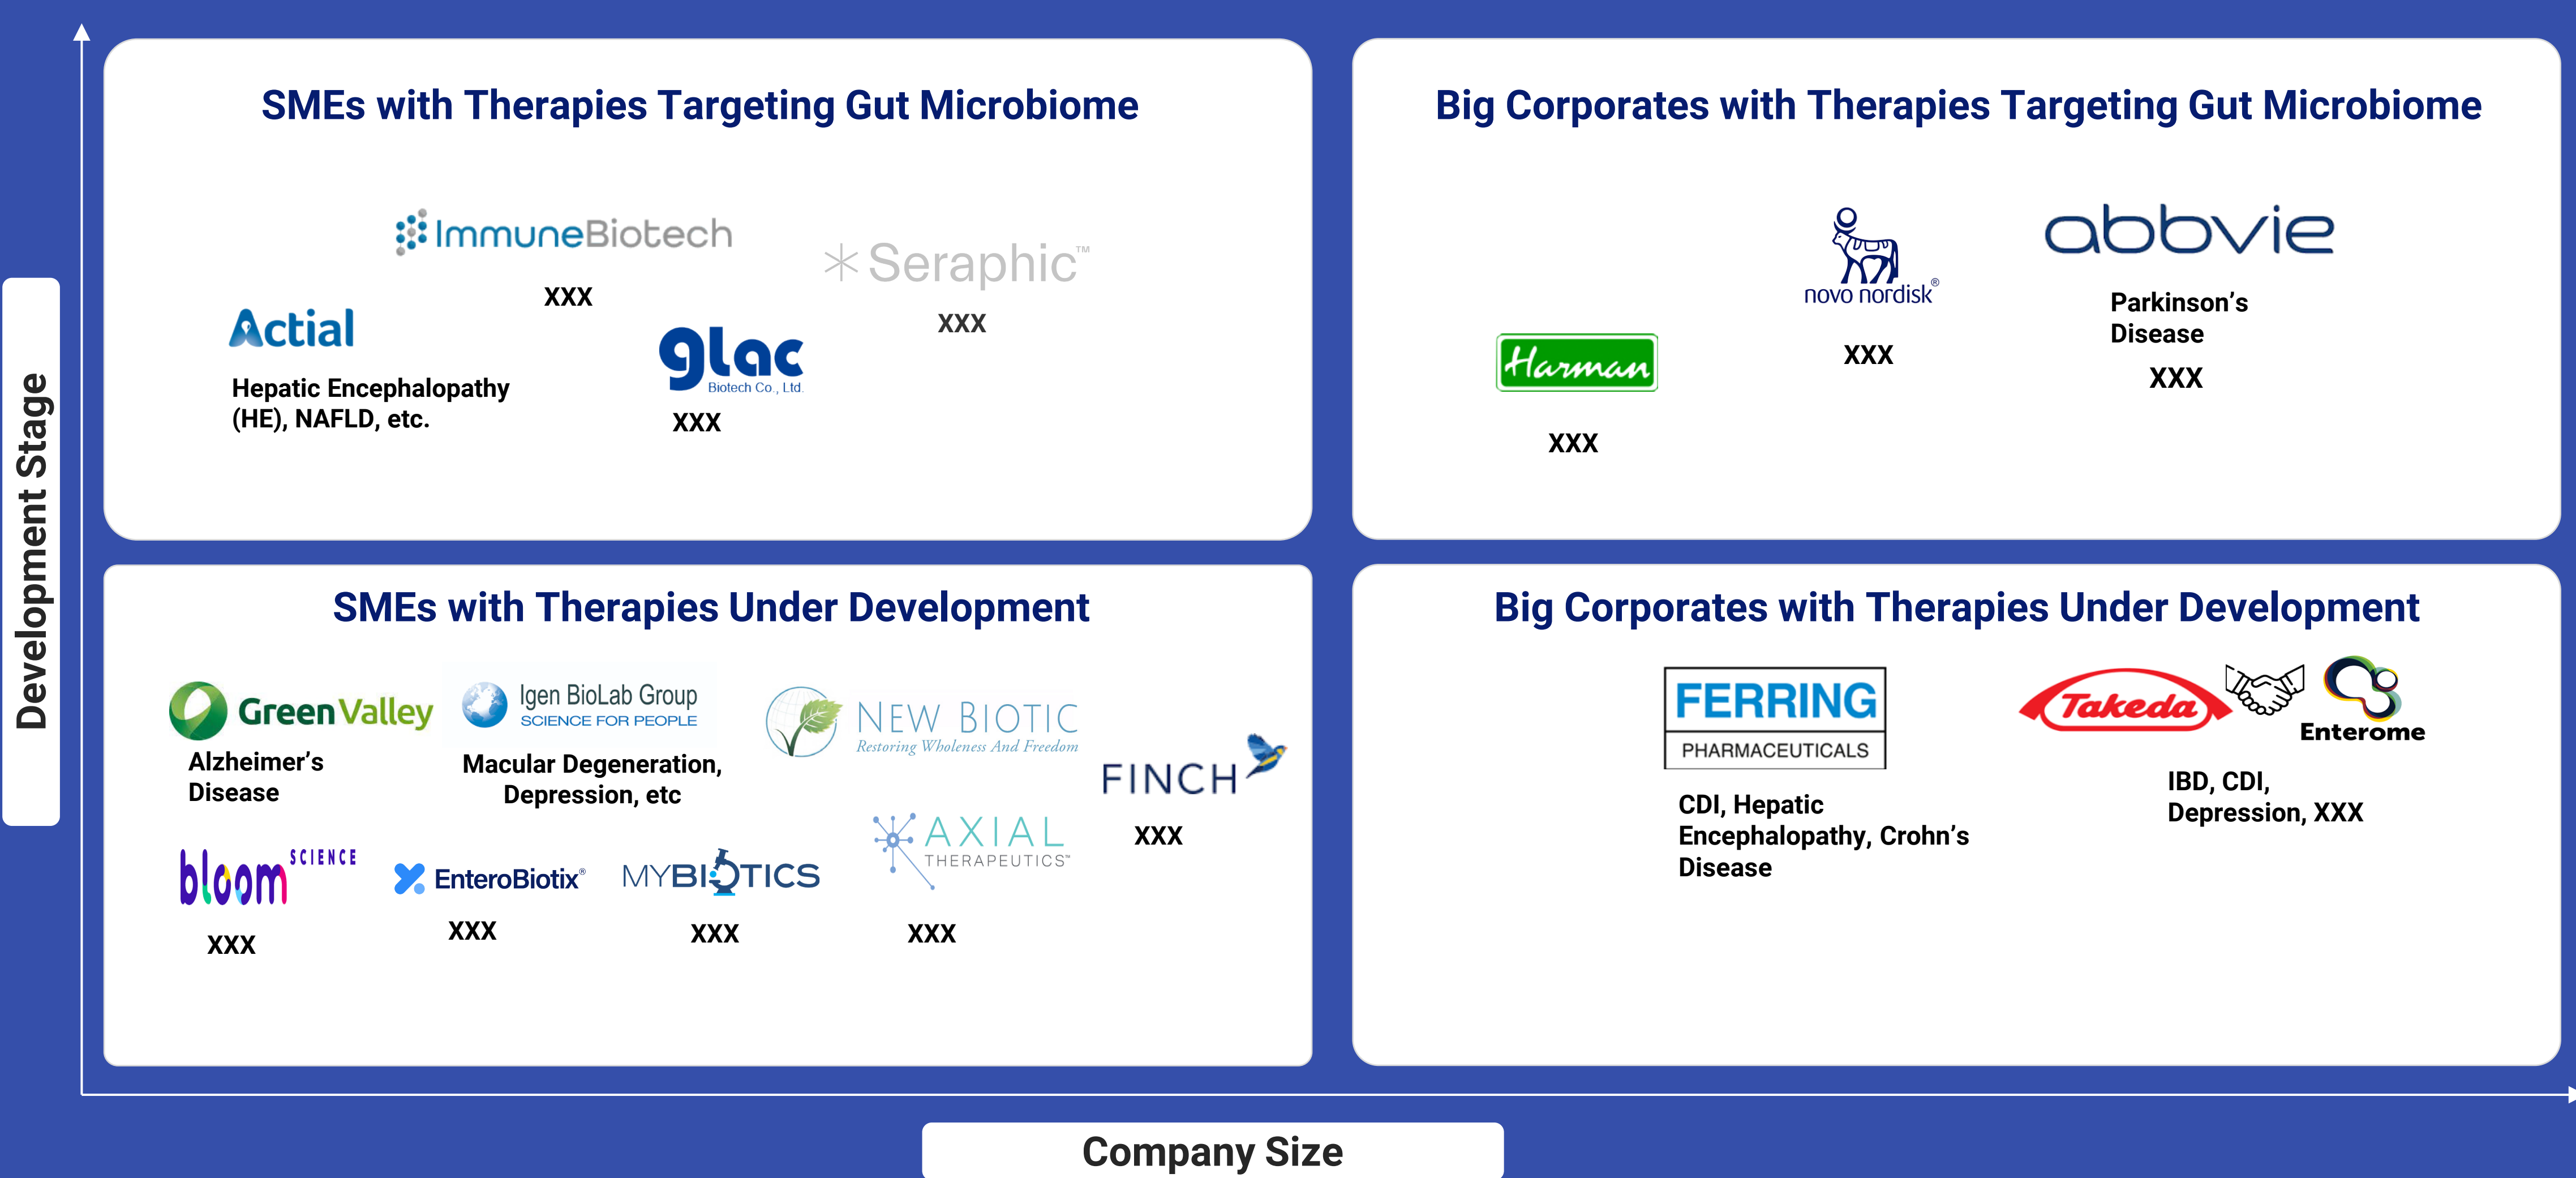 SMEs with Therapies Targeting Gut Microbiome
ImmuneBiotech
XXX
Seraphic™
XXX
Actial
Hepatic Encephalopathy
(HE), NAFLD, etc.
glac
Biotech Co., Ltd.
XXX
Big Corporates with Therapies Targeting Gut Microbiome
Harman
XXX
novo nordisk®
XXX
abbvie
Parkinson’s
Disease
XXX
Development Stage
SMEs with Therapies Under Development
Green Valley
Alzheimer’s
Disease
Igen BioLab Group
SCIENCE FOR PEOPLE
Macular Degeneration,
Depression, etc
NEW BIOTIC
Restoring Wholeness And Freedom
FINCH
XXX
bloom SCIENCE
XXX
EnteroBiotix®
XXX
MYBIOTICS
XXX
AXIAL
THERAPEUTICS™
XXX
Big Corporates with Therapies Under Development
FERRING
PHARMACEUTICALS
CDI, Hepatic
Encephalopathy, Crohn’s
Disease
Takeda
Enterome
IBD, CDI,
Depression, XXX
Company Size